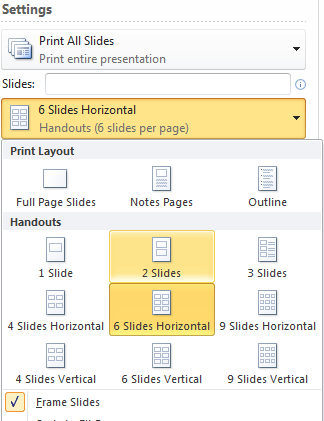 Settings
Print All Slides
Print entire presentation
Slides:
6 Slides Horizontal
Handouts (6 slides per page)
Print Layout
Full Page Slides Notes Pages Outline
Handouts
1 Slide 2 Slides 3 Slides
4 Slides Horizontal 6 Slides Horizontal 9 Slides Horizontal
4 Slides Vertical 6 Slides Vertical 9 Slides Vertical
Frame Slides